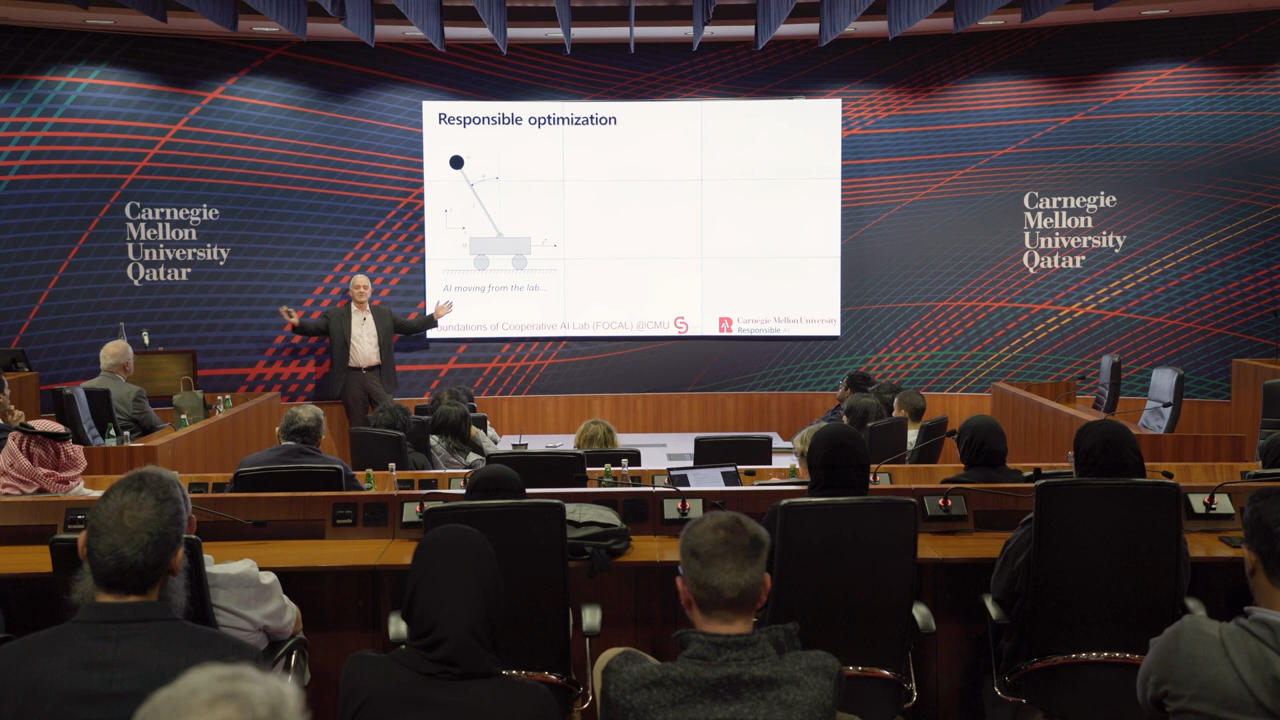 Responsible optimization
AI moving from the lab...
oundations of Cooperative AI Lab (FOCAL) @CMU
Carnegie Mellon University
Responsible AI
Carnegie
Mellon
University
Qatar
Carnegie
Mellon
University
Qatar